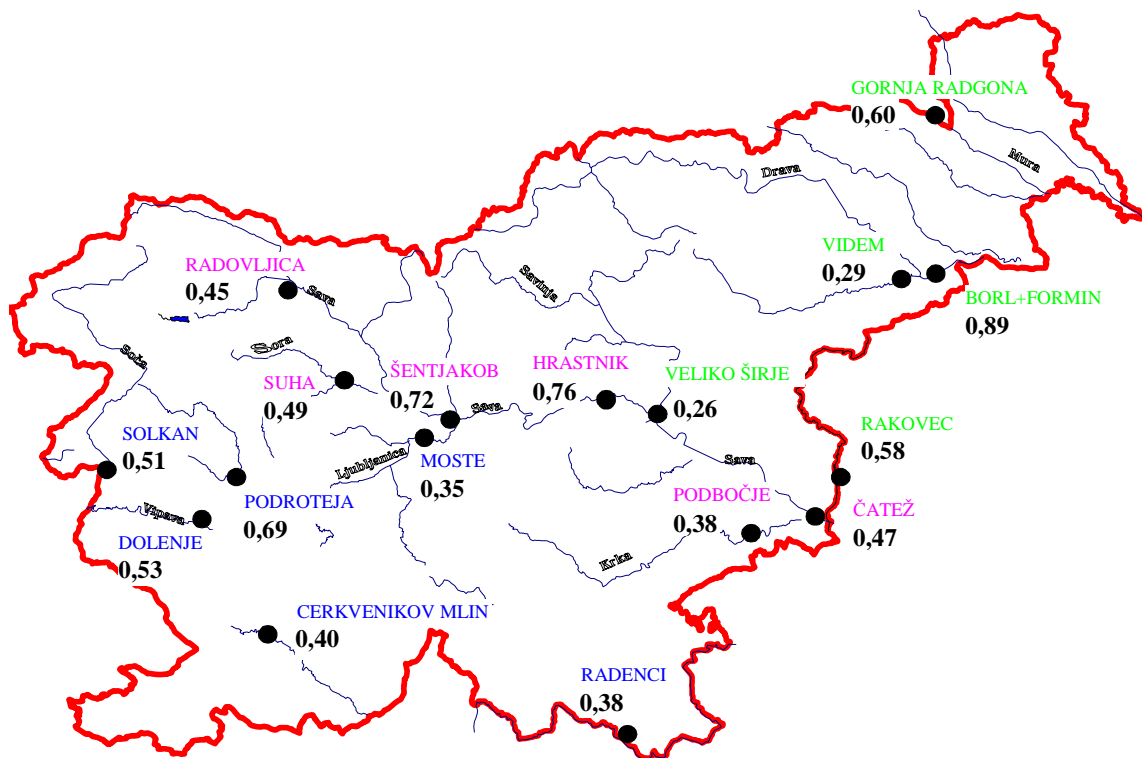 GORNJA RADGONA
0,60
Mura
Drava
VIDEM
0,29
BORL+FORMIN
0,89
RADOVLJICA
0,45
Sava
Savinja
Soča
Sora
SUHA
0,49
ŠENTJAKOB
0,72
Sava
HRASTNIK
0,76
VELIKO ŠIRJE
0,26
RAKOVEC
0,58
SOLKAN
0,51
Ljubljanica
MOSTE
0,35
Sava
PODROTEJA
0,69
PODBOČJE
0,38
ČATEŽ
0,47
Vipava
DOLENJE
0,53
Krka
CERKVENIKOV MLIN
0,40
RADENCI
0,38